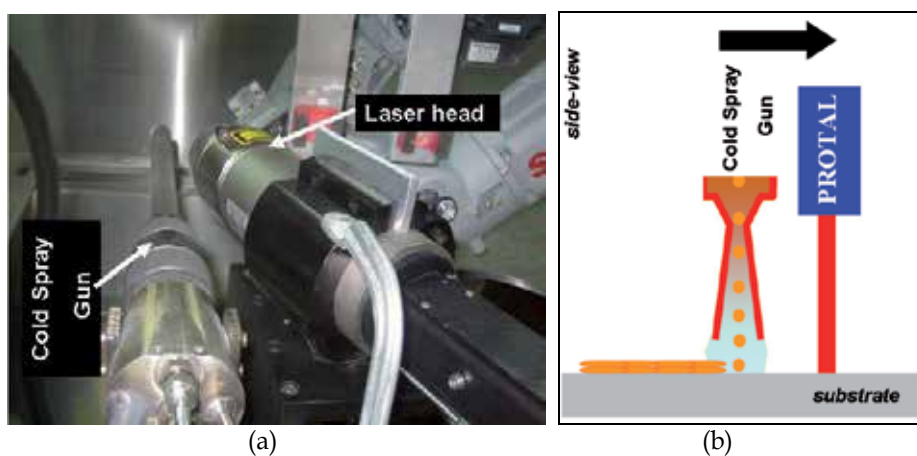 Laser head
Cold Spray
Gun
(a)
side-view
Cold Spray
Gun
PROTAL
substrate
(b)